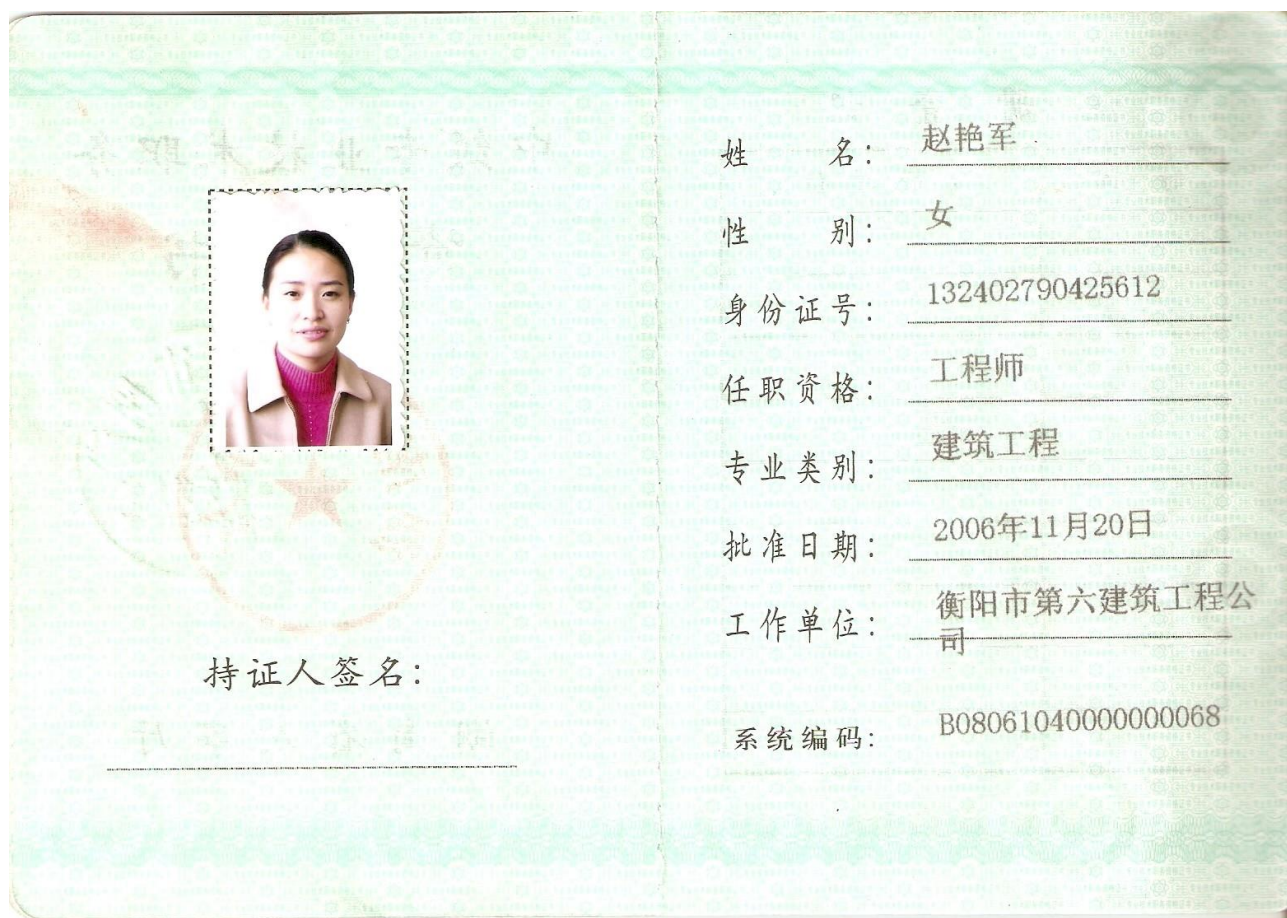 持证人签名：
姓名： 赵艳军
性别： 女
身份证号： 132402790425612
任职资格： 工程师
专业类别： 建筑工程
批准日期： 2006年11月20日
工作单位： 衡阳市第六建筑工程公
司
系统编码： B08061040000000068